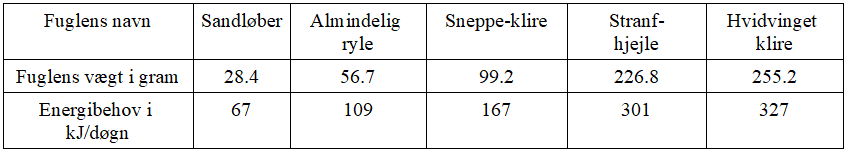 Fuglens navn Sandløber Almindelig ryle Sneppe-klire Stranf-hjejle Hvidvinget klire
Fuglens vægt i gram 28.4 56.7 99.2 226.8 255.2
Energibehov i kJ/døgn 67 109 167 301 327